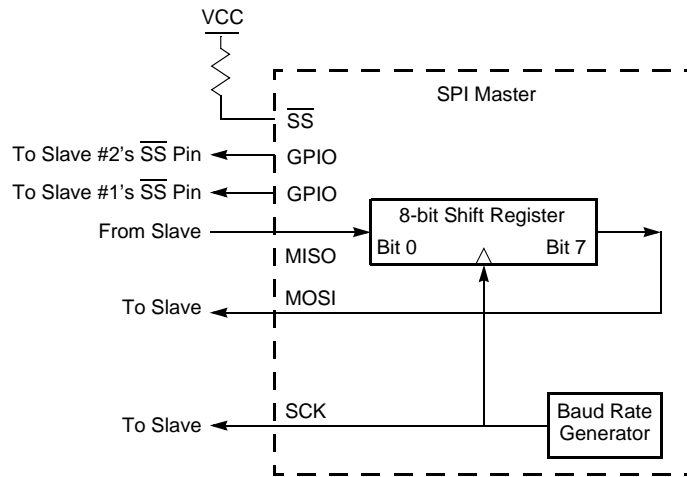 VCC
SPI Master
SS
To Slave #2's SS Pin
GPIO
To Slave #1's SS Pin
GPIO
8-bit Shift Register
From Slave
Bit 0
Bit 7
MISO
MOSI
To Slave
SCK
To Slave
Baud Rate
Generator